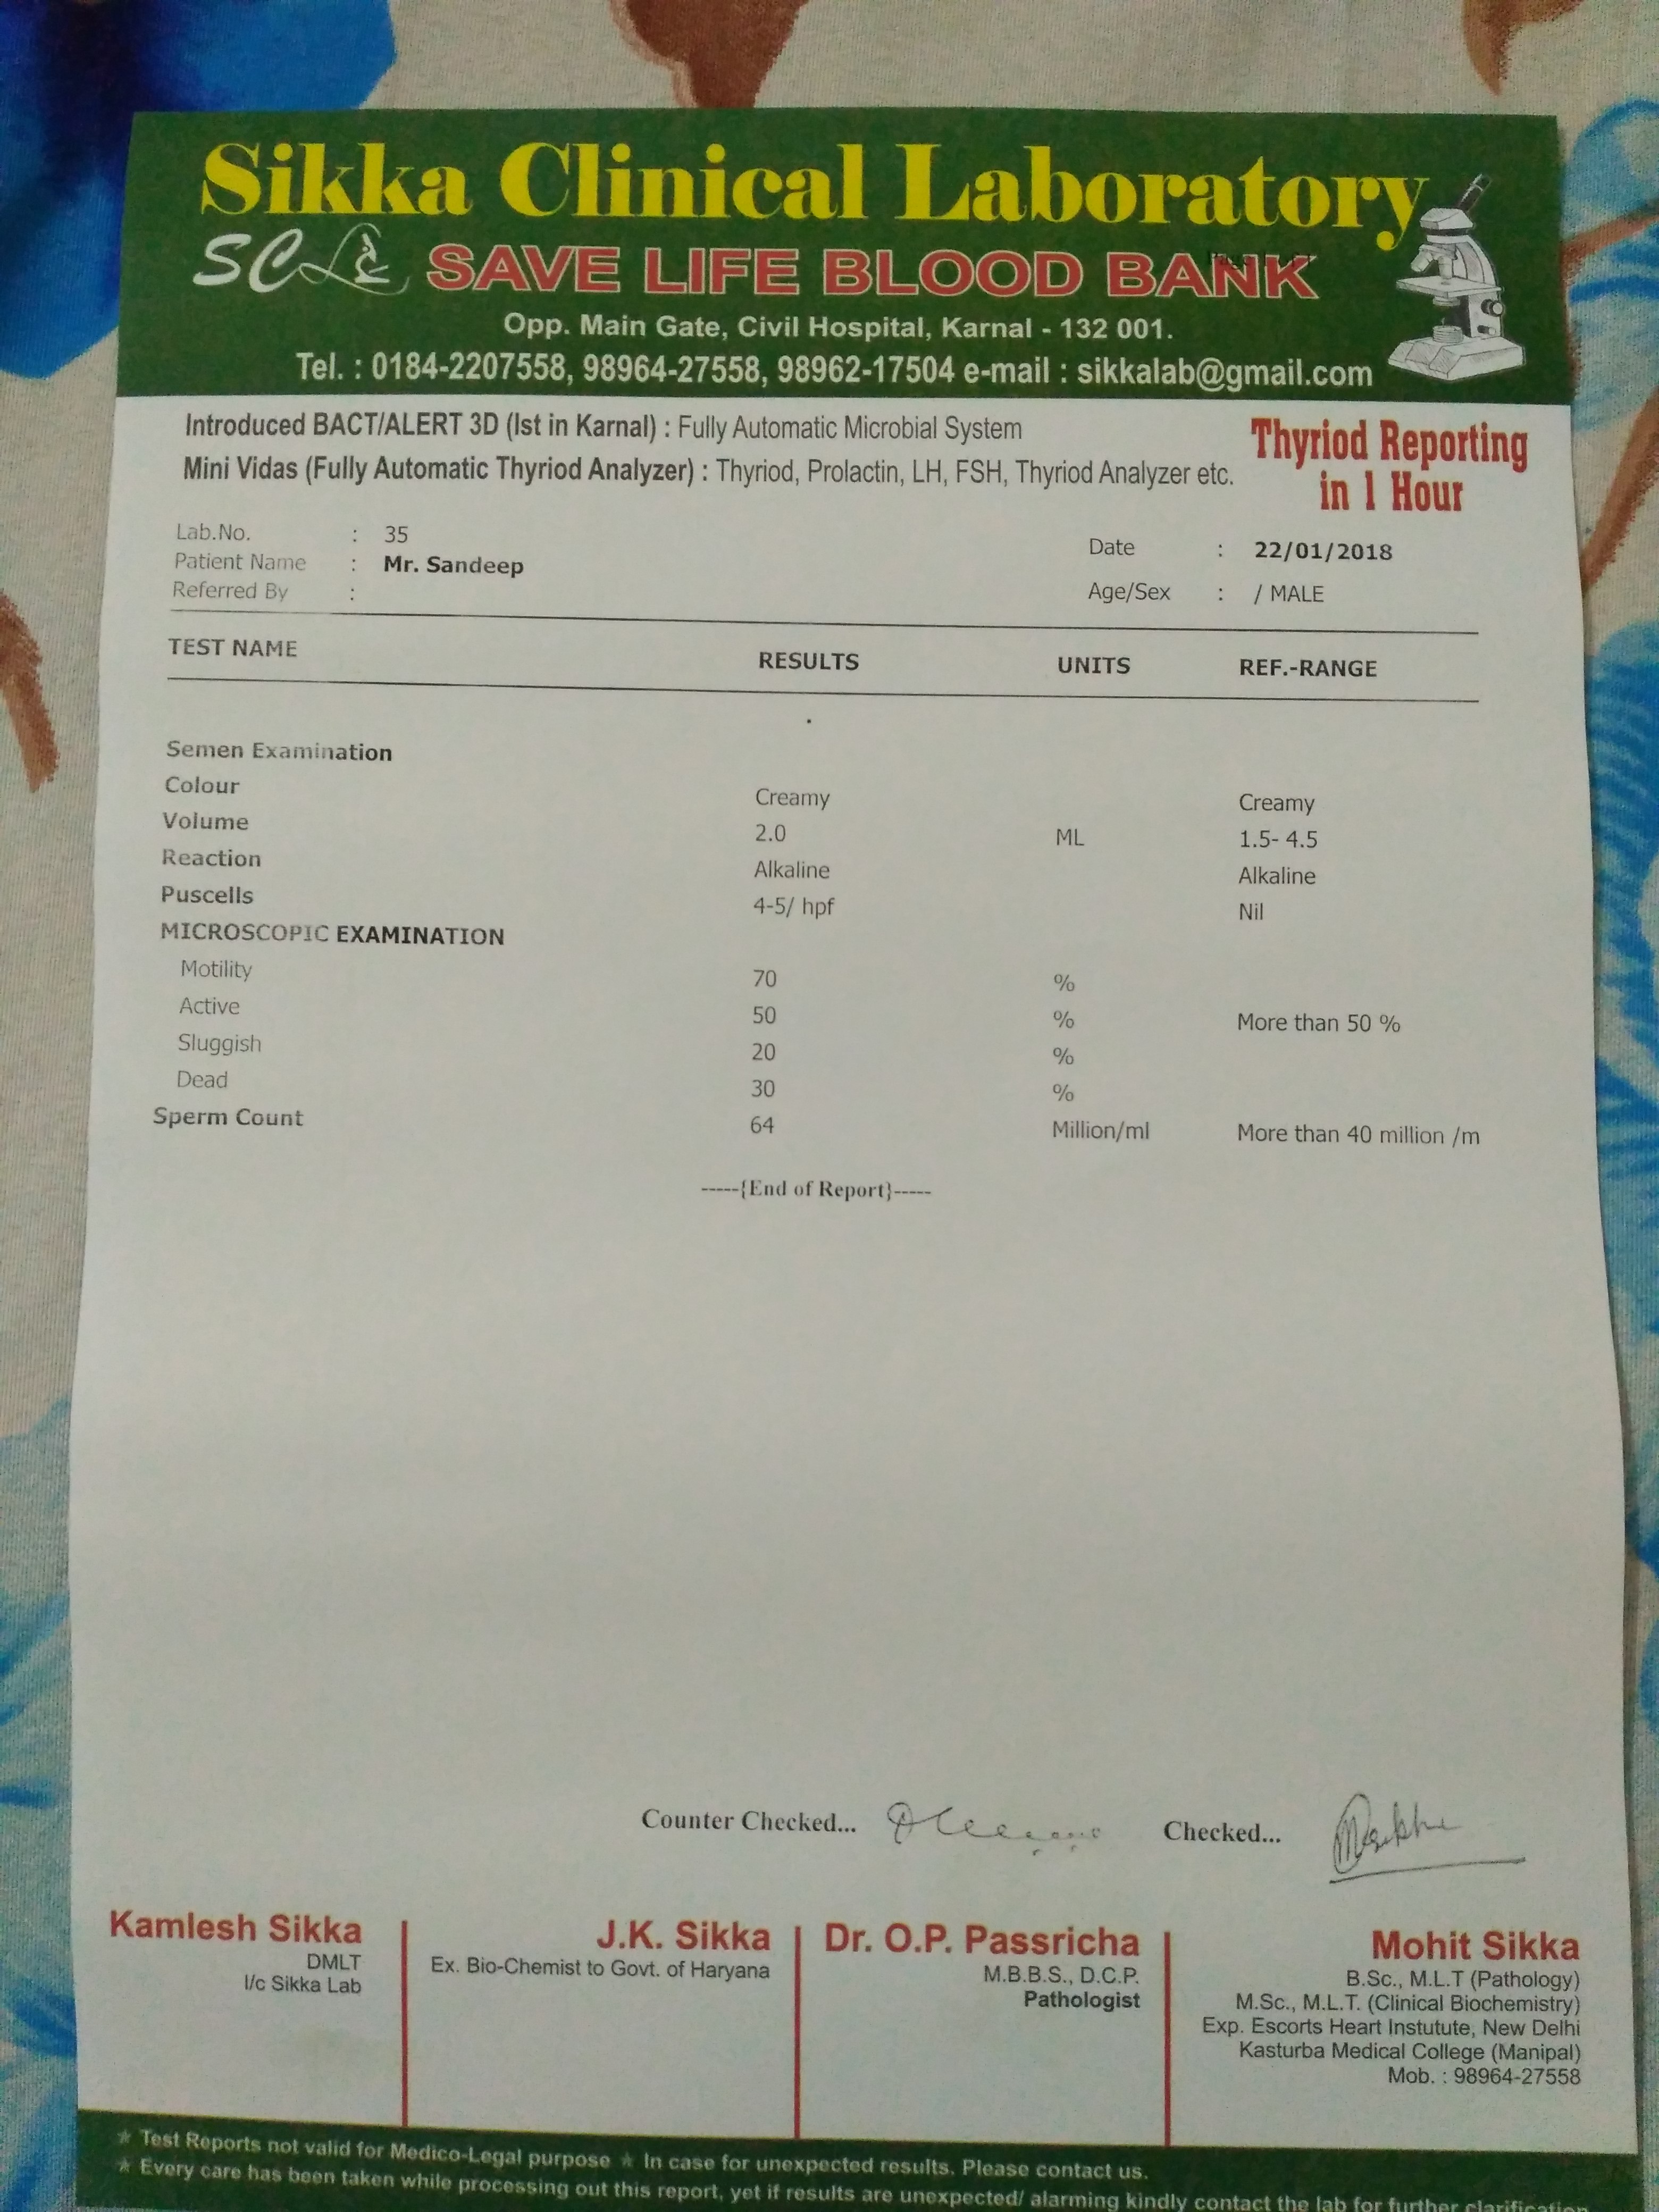 Sikka Clinical Laboratory
SCL SAVE LIFE BLOOD BANK
Opp. Main Gate, Civil Hospital, Karnal - 132 001.
Tel. : 0184-2207558, 98964-27558, 98962-17504 e-mail : sikkalab@gmail.com
Introduced BACT/ALERT 3D (Ist in Karnal) : Fully Automatic Microbial System
Mini Vidas (Fully Automatic Thyriod Analyzer) : Thyriod, Prolactin, LH, FSH, Thyriod Analyzer etc.
Thyriod Reporting
in 1 Hour
Lab.No. : 35
Patient Name : Mr. Sandeep
Referred By :
Date : 22/01/2018
Age/Sex : / MALE
TEST NAME RESULTS UNITS REF.-RANGE
Semen Examination
Colour Creamy Creamy
Volume 2.0 ML 1.5- 4.5
Reaction Alkaline Alkaline
Puscells 4-5/ hpf Nil
MICROSCOPIC EXAMINATION
Motility 70 %
Active 50 % More than 50 %
Sluggish 20 %
Dead 30 %
Sperm Count 64 Million/ml More than 40 million /m
-----{End of Report}-----
Counter Checked... Checked...
Kamlesh Sikka
DMLT
I/c Sikka Lab
J.K. Sikka
Ex. Bio-Chemist to Govt. of Haryana
Dr. O.P. Passricha
M.B.B.S., D.C.P.
Pathologist
Mohit Sikka
B.Sc., M.L.T (Pathology)
M.Sc., M.L.T. (Clinical Biochemistry)
Exp. Escorts Heart Instutute, New Delhi
Kasturba Medical College (Manipal)
Mob. : 98964-27558
★ Test Reports not valid for Medico-Legal purpose ★ In case for unexpected results, Please contact us.
★ Every care has been taken while processing out this report, yet if results are unexpected/ alarming kindly contact the lab for further clarification